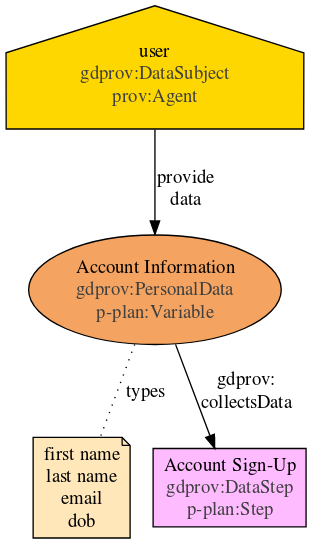 user
gdprov:DataSubject
prov:Agent
provide
data
Account Information
gdprov:PersonalData
p-plan:Variable
types
gdprov:
collectsData
first name
last name
email
dob
Account Sign-Up
gdprov:DataStep
p-plan:Step